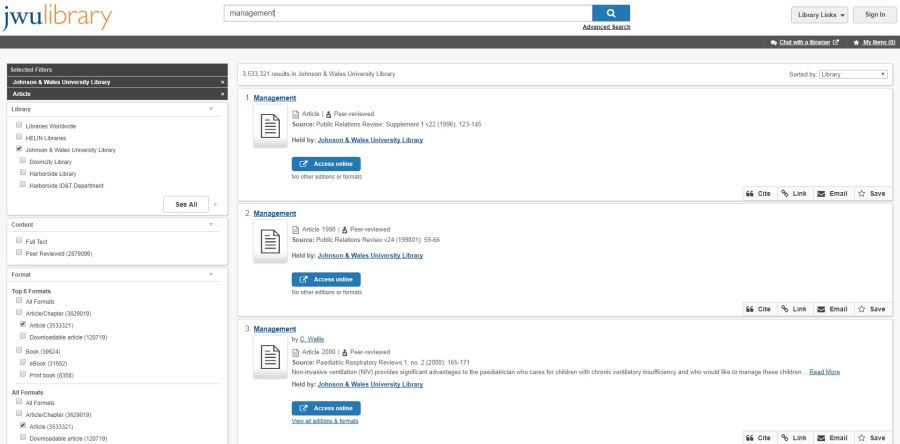 jwulibrary
management
Advanced Search
Library Links
Sign In
Chat with a librarian
My Items (0)
Selected Filters
Johnson & Wales University Library ×
Article ×
Library
Libraries Worldwide
HELIN Libraries
Johnson & Wales University Library
Downcity Library
Harborside Library
Harborside ID&T Department
See All
Content
Full Text
Peer Reviewed (2879099)
Format
Top 6 Formats
All Formats
Article/Chapter (3629019)
Article (3533321)
Downloadable article (120719)
Book (39624)
eBook (31662)
Print book (8358)
All Formats
All Formats
Article/Chapter (3629019)
Article (3533321)
Downloadable article (120719)
3,533,321 results in Johnson & Wales University Library
Sorted by: Library
1. Management
Article | Peer-reviewed
Source: Public Relations Review: Supplement 1 v22 (1996): 123-145
Held by: Johnson & Wales University Library
Access online
No other editions or formats
Cite Link Email Save
2. Management
Article 1998 | Peer-reviewed
Source: Public Relations Review v24 (199801): 59-66
Held by: Johnson & Wales University Library
Access online
No other editions or formats
Cite Link Email Save
3. Management
by C. Wallis
Article 2000 | Peer-reviewed
Source: Paediatric Respiratory Reviews 1, no. 2 (2000): 165-171
Non-invasive ventilation (NIV) provides significant advantages to the paediatrician who cares for children with chronic ventilatory insufficiency and who would like to manage these children... Read More
Held by: Johnson & Wales University Library
Access online
View all editions & formats
Cite Link Email Save